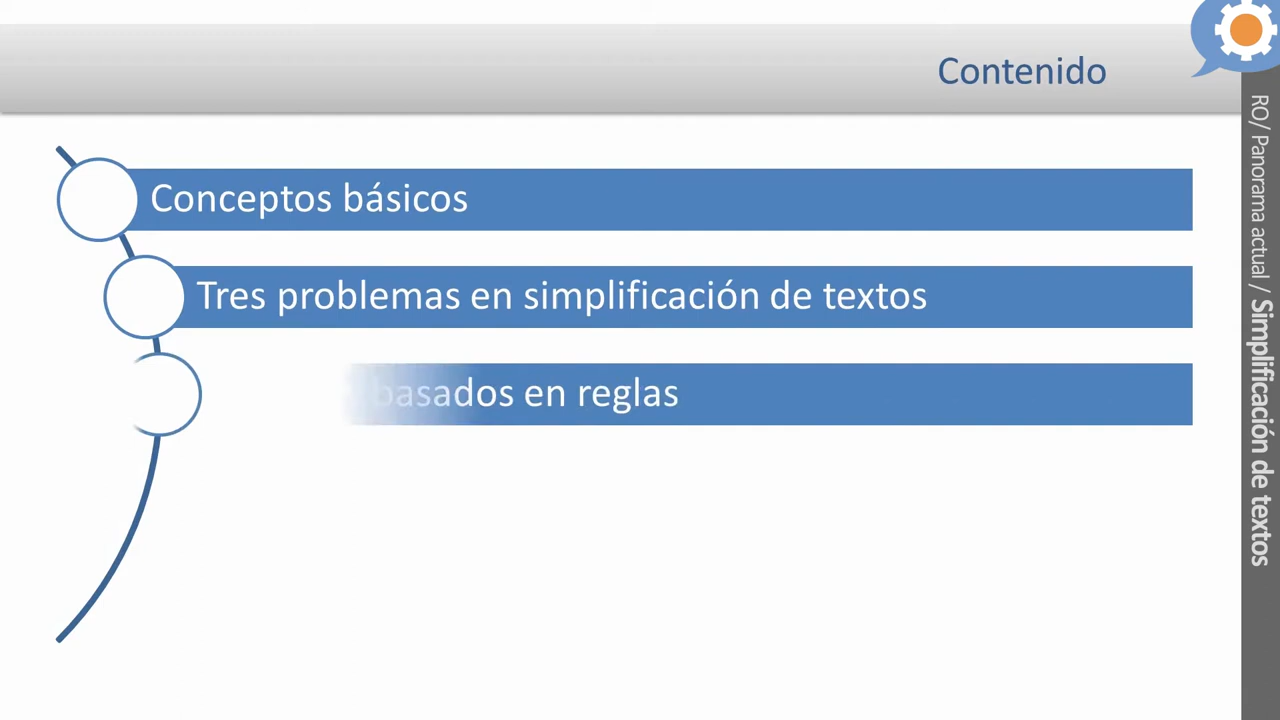 Contenido
Conceptos básicos
Tres problemas en simplificación de textos
basados en reglas
RO/ Panorama actual / Simplificación de textos